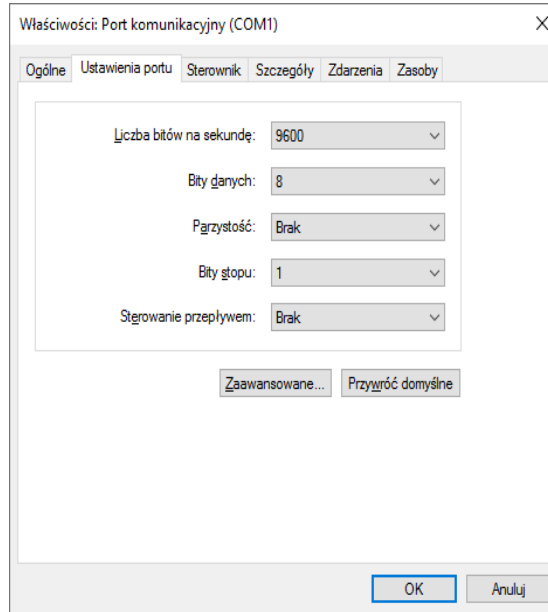 Właściwości: Port komunikacyjny (COM1)
Ogólne Ustawienia portu Sterownik Szczegóły Zdarzenia Zasoby
Liczba bitów na sekundę: 9600
Bity danych: 8
Parzystość: Brak
Bity stopu: 1
Sterowanie przepływem: Brak
Zaawansowane... Przywróć domyślne
OK Anuluj